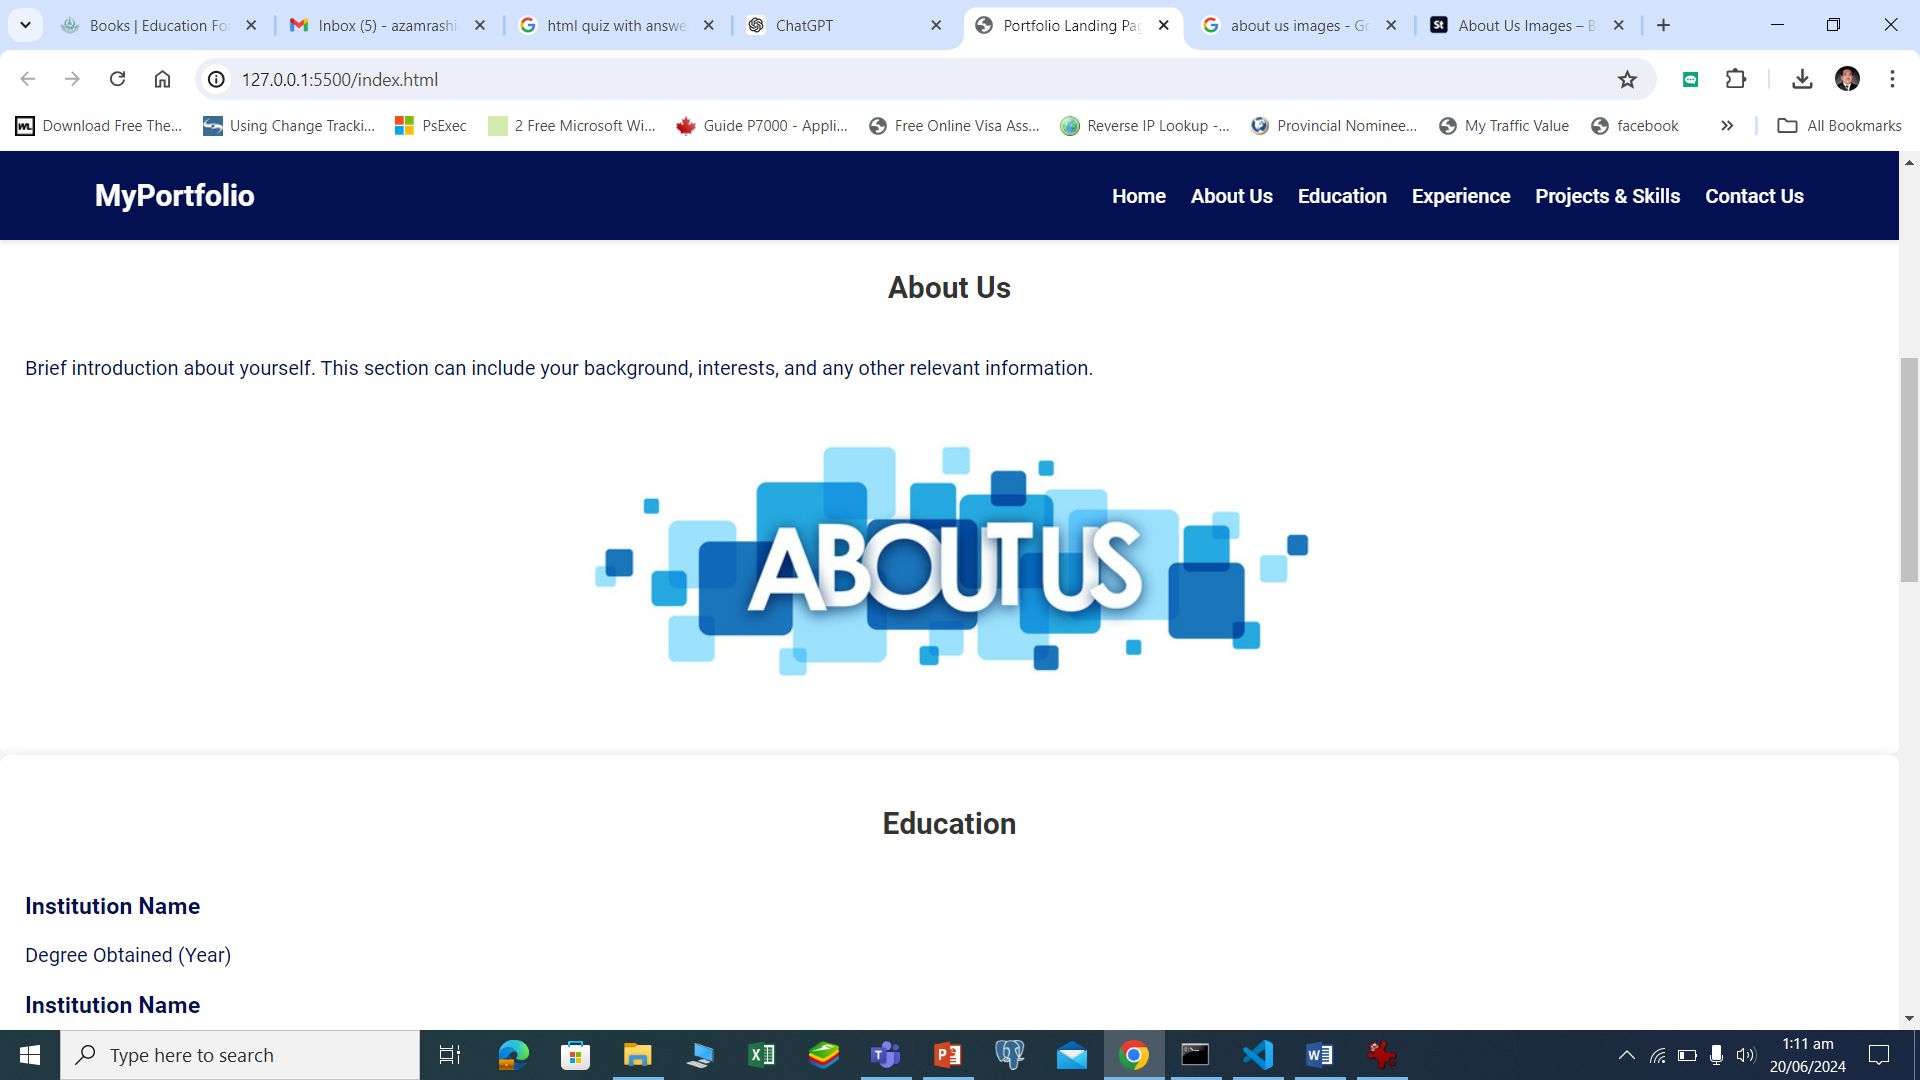 Books | Education Fo
Inbox (5) - azamrashi
html quiz with answe
ChatGPT
Portfolio Landing Pag
about us images - Go
About Us Images – B
127.0.0.1:5500/index.html
Download Free The...
Using Change Tracki...
PsExec
2 Free Microsoft Wi...
Guide P7000 - Appli...
Free Online Visa Ass...
Reverse IP Lookup -...
Provincial Nominee...
My Traffic Value
facebook
All Bookmarks
MyPortfolio
Home
About Us
Education
Experience
Projects & Skills
Contact Us
About Us
Brief introduction about yourself. This section can include your background, interests, and any other relevant information.
ABOUT US
Education
Institution Name
Degree Obtained (Year)
Institution Name
Type here to search
1:11 am
20/06/2024